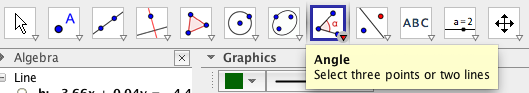 A
α
ABC
a = 2
Algebra
Graphics
Angle
Select three points or two lines
Line